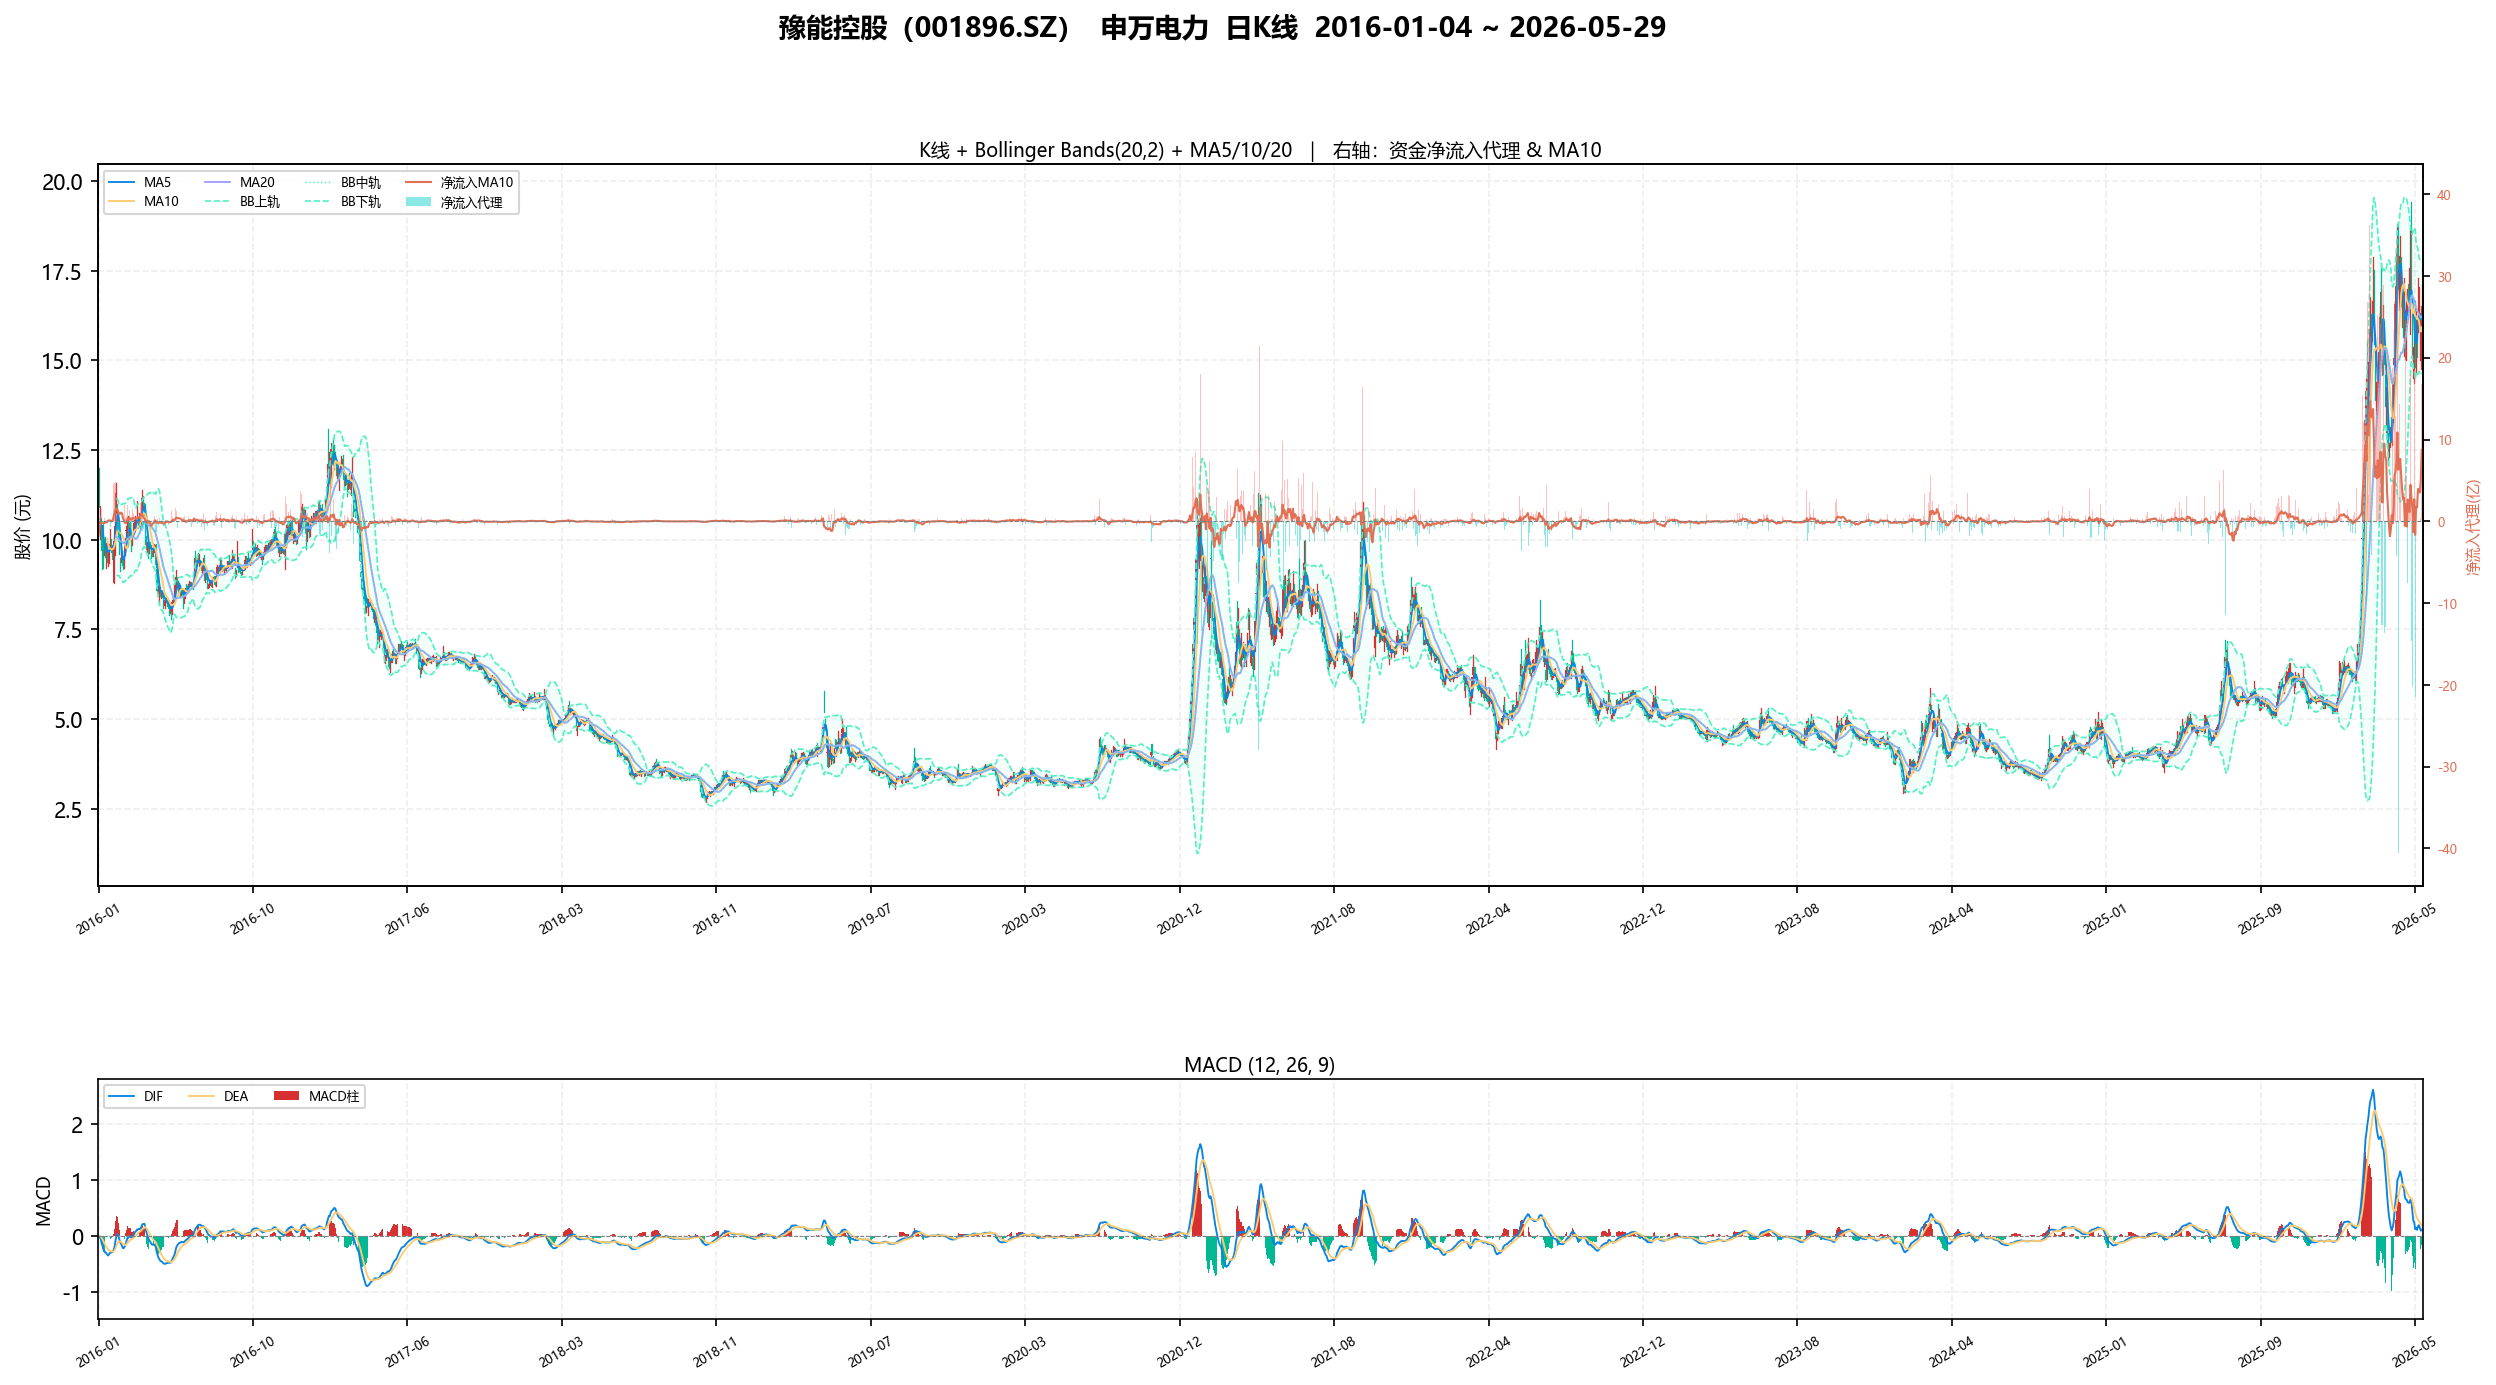 豫能控股 (001896.SZ) 申万电力 日K线 2016-01-04 ~ 2026-05-29
K线 + Bollinger Bands(20,2) + MA5/10/20 | 右轴: 资金净流入代理 & MA10
MA5 MA20 BB中轨 净流入MA10
MA10 BB上轨 BB下轨 净流入代理
股价 (元)
20.0
17.5
15.0
12.5
10.0
7.5
5.0
2.5
40
30
20
10
0
-10
-20
-30
-40
净流入代理(亿)
2016-01 2016-10 2017-06 2018-03 2018-11 2019-07 2020-03 2020-12 2021-08 2022-04 2022-12 2023-08 2024-04 2025-01 2025-09 2026-05
MACD (12, 26, 9)
DIF DEA MACD柱
MACD
2
1
0
-1
2016-01 2016-10 2017-06 2018-03 2018-11 2019-07 2020-03 2020-12 2021-08 2022-04 2022-12 2023-08 2024-04 2025-01 2025-09 2026-05